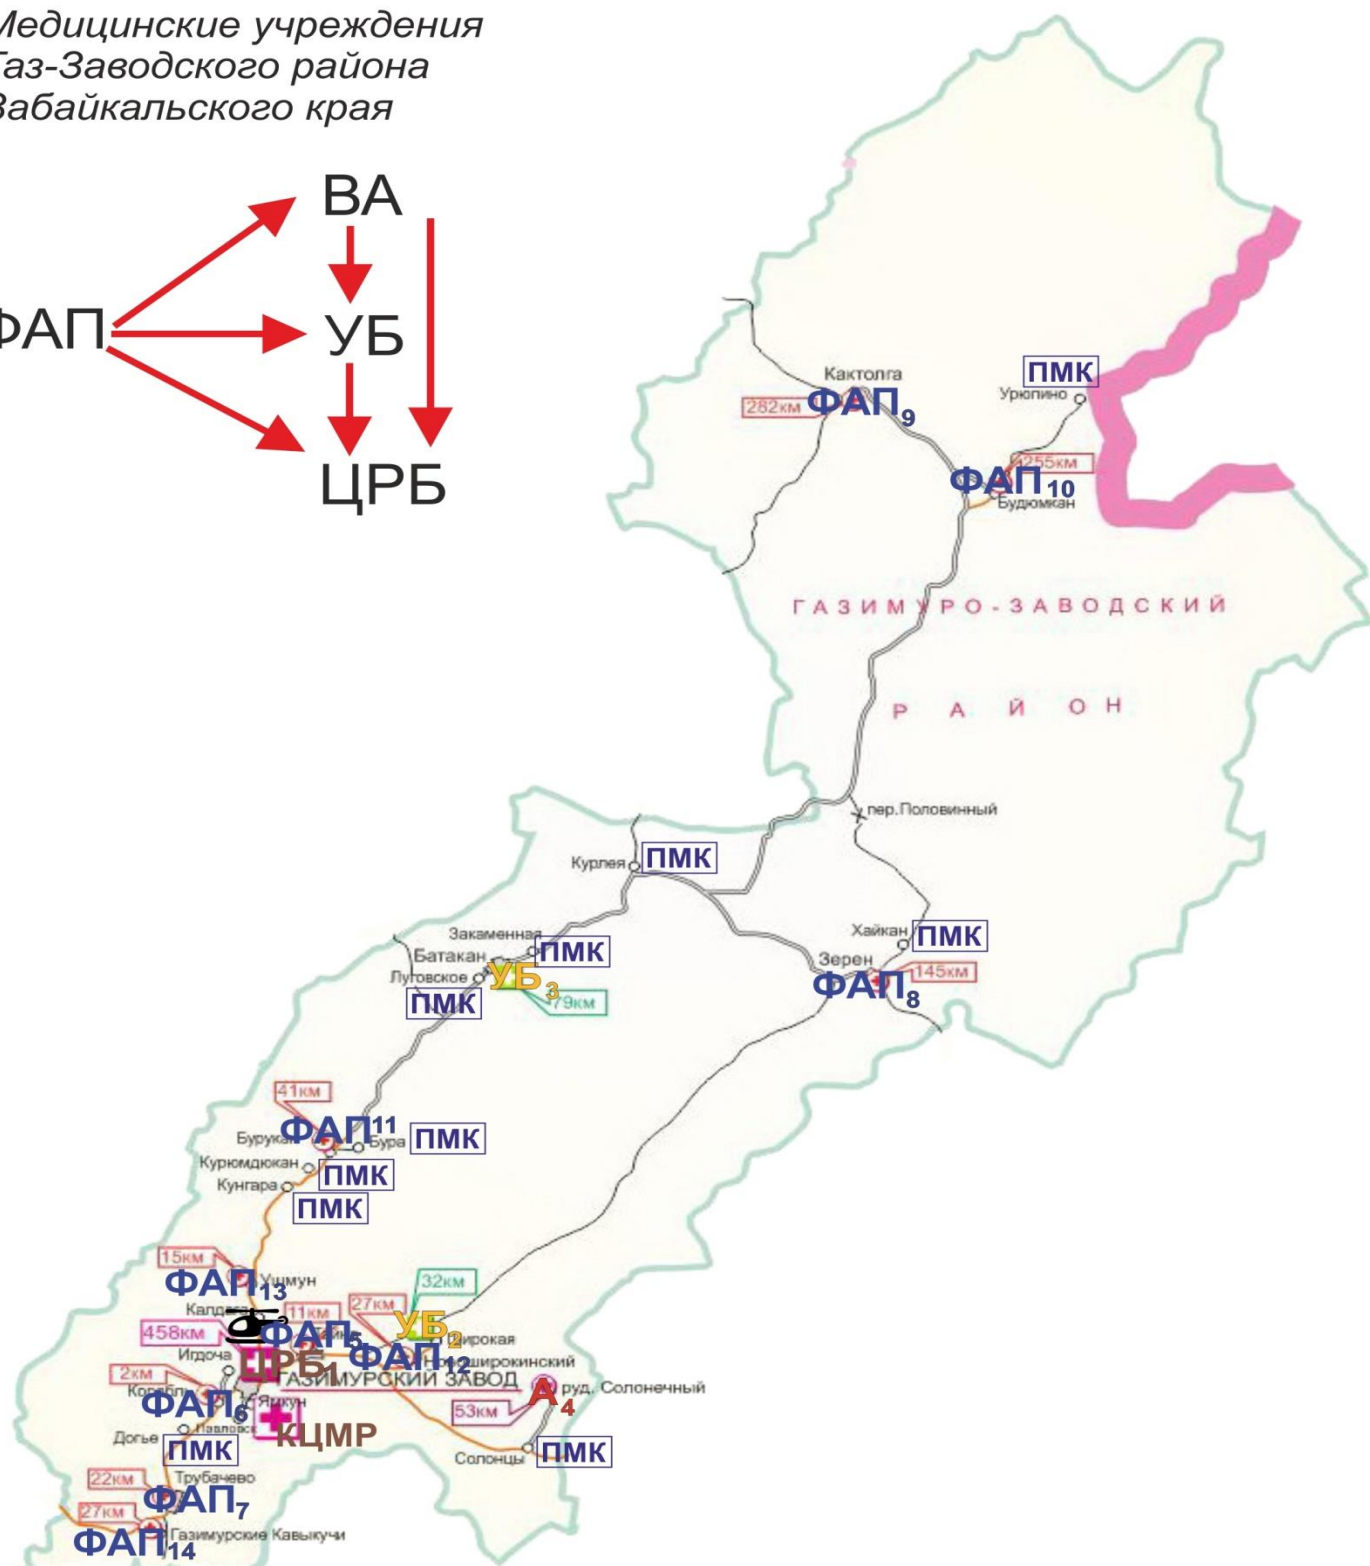 Медицинские учреждения
Газ-Заводского района
Забайкальского края
ВА
ФАП
УБ
ЦРБ
Кактолга
ПМК
Урюпино
282км
ФАП9
255км
ФАП10
Будюмкан
ГАЗИМУРО-ЗАВОДСКИЙ
РАЙОН
пер.Половинный
Курлея
ПМК
Закаменная
ПМК
Хайкан
ПМК
Батакан
Зерен
Луговское
УБ3
145км
ФАП8
ПМК
79км
41км
ФАП11
Бура
ПМК
Курюмдюкан
ПМК
Кунгара
ПМК
15км
ФАП13
Ушмун
32км
11км
27км
458км
ФАП5
УБ2
Широкая
Игдоча
ЦРБ1
ФАП12
Новоширокинский
2км
ГАЗИМУРСКИЙ ЗАВОД
А4
руд. Солонечный
ФАП6
Ямкун
53км
Павловск
КЦМР
Догье
ПМК
Солонцы
ПМК
22км
Трубачево
ФАП7
27км
ФАП14
Газимурские Кавыкучи